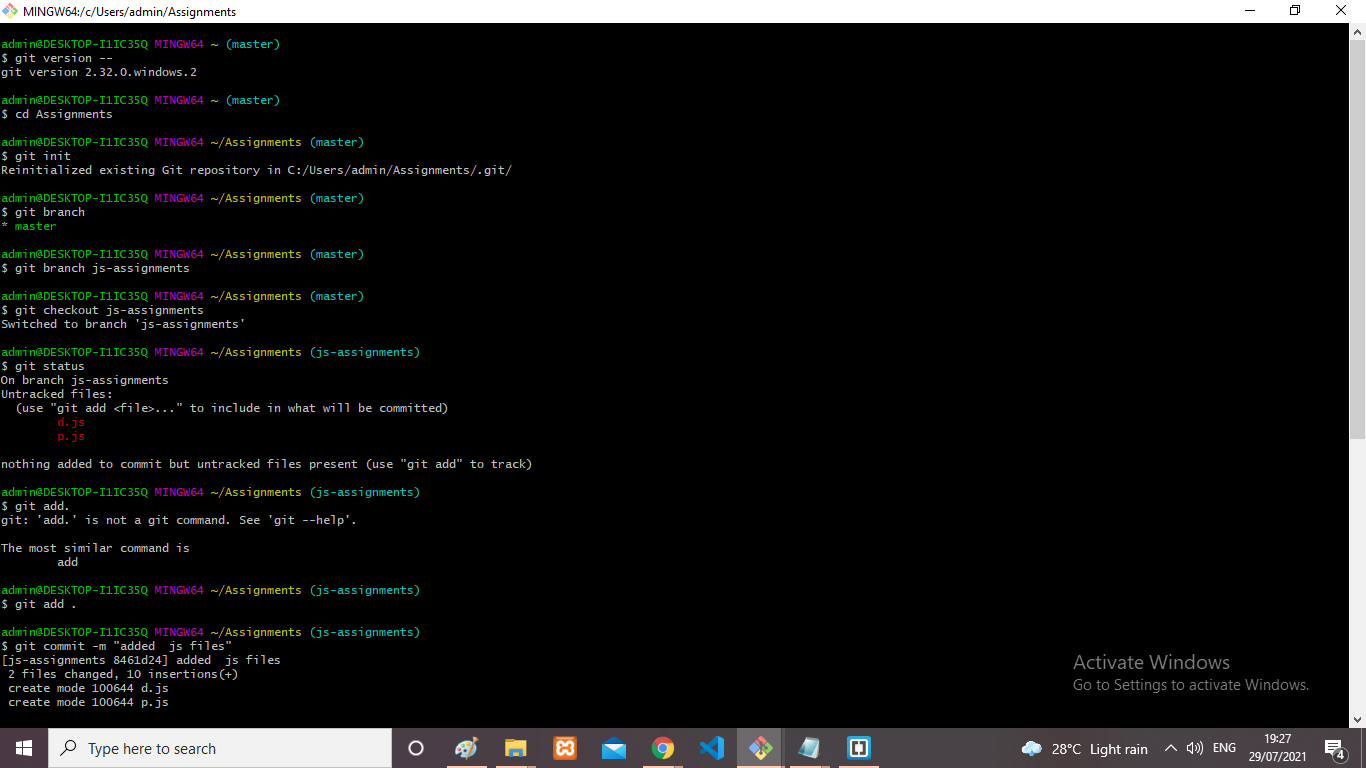 MINGW64:/c/Users/admin/Assignments
admin@DESKTOP-I1IC35Q MINGW64 ~ (master)
$ git version --
git version 2.32.0.windows.2
admin@DESKTOP-I1IC35Q MINGW64 ~ (master)
$ cd Assignments
admin@DESKTOP-I1IC35Q MINGW64 ~/Assignments (master)
$ git init
Reinitialized existing Git repository in C:/Users/admin/Assignments/.git/
admin@DESKTOP-I1IC35Q MINGW64 ~/Assignments (master)
$ git branch
* master
admin@DESKTOP-I1IC35Q MINGW64 ~/Assignments (master)
$ git branch js-assignments
admin@DESKTOP-I1IC35Q MINGW64 ~/Assignments (master)
$ git checkout js-assignments
Switched to branch 'js-assignments'
admin@DESKTOP-I1IC35Q MINGW64 ~/Assignments (js-assignments)
$ git status
On branch js-assignments
Untracked files:
  (use "git add <file>..." to include in what will be committed)
        d.js
        p.js
nothing added to commit but untracked files present (use "git add" to track)
admin@DESKTOP-I1IC35Q MINGW64 ~/Assignments (js-assignments)
$ git add.
git: 'add.' is not a git command. See 'git --help'.
The most similar command is
        add
admin@DESKTOP-I1IC35Q MINGW64 ~/Assignments (js-assignments)
$ git add .
admin@DESKTOP-I1IC35Q MINGW64 ~/Assignments (js-assignments)
$ git commit -m "added  js files"
[js-assignments 8461d24] added  js files
 2 files changed, 10 insertions(+)
 create mode 100644 d.js
 create mode 100644 p.js
Activate Windows
Go to Settings to activate Windows.
Type here to search
28°C Light rain
ENG
19:27
29/07/2021
4